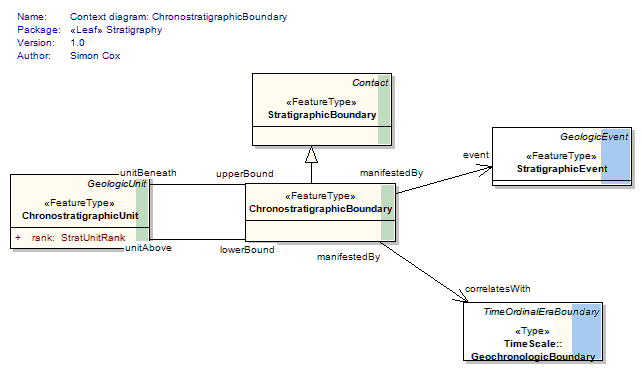 Name: Context diagram: ChronostratigraphicBoundary
Package: «Leaf» Stratigraphy
Version: 1.0
Author: Simon Cox
Contact
«FeatureType»
StratigraphicBoundary
GeologicEvent
«FeatureType»
StratigraphicEvent
event
manifestedBy
unitBeneath
upperBound
GeologicUnit
«FeatureType»
ChronostratigraphicUnit
+ rank: StratUnitRank
«FeatureType»
ChronostratigraphicBoundary
unitAbove
lowerBound
manifestedBy
correlatesWith
TimeOrdinalEraBoundary
«Type»
TimeScale::
GeochronologicBoundary